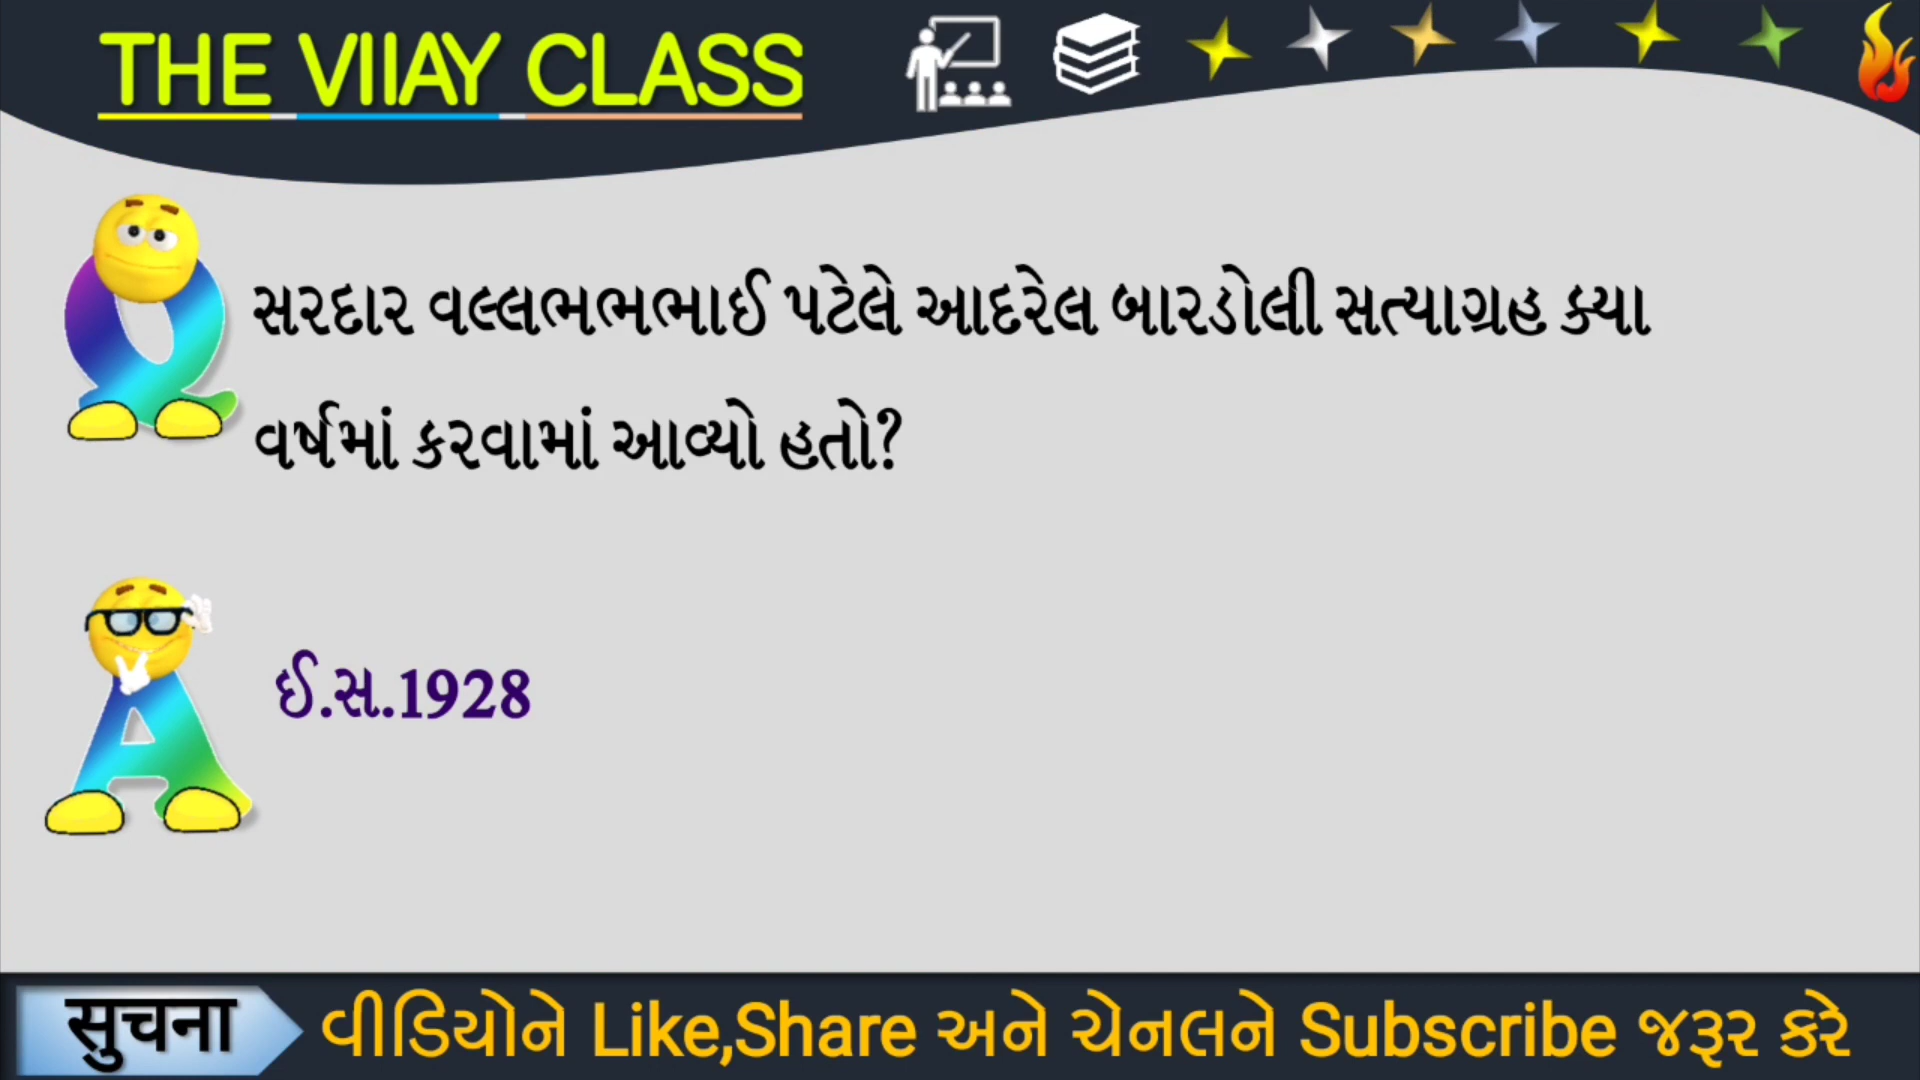 THE VIJAY CLASS
સરદાર વલ્લભભભાઈ પટેલે આદરેલ બારડોલી સત્યાગ્રહ ક્યા
વર્ષમાં કરવામાં આવ્યો હતો?
ઈ.સ.1928
सुचना
વીડિયોને Like,Share અને ચેનલને Subscribe જરૂર કરે